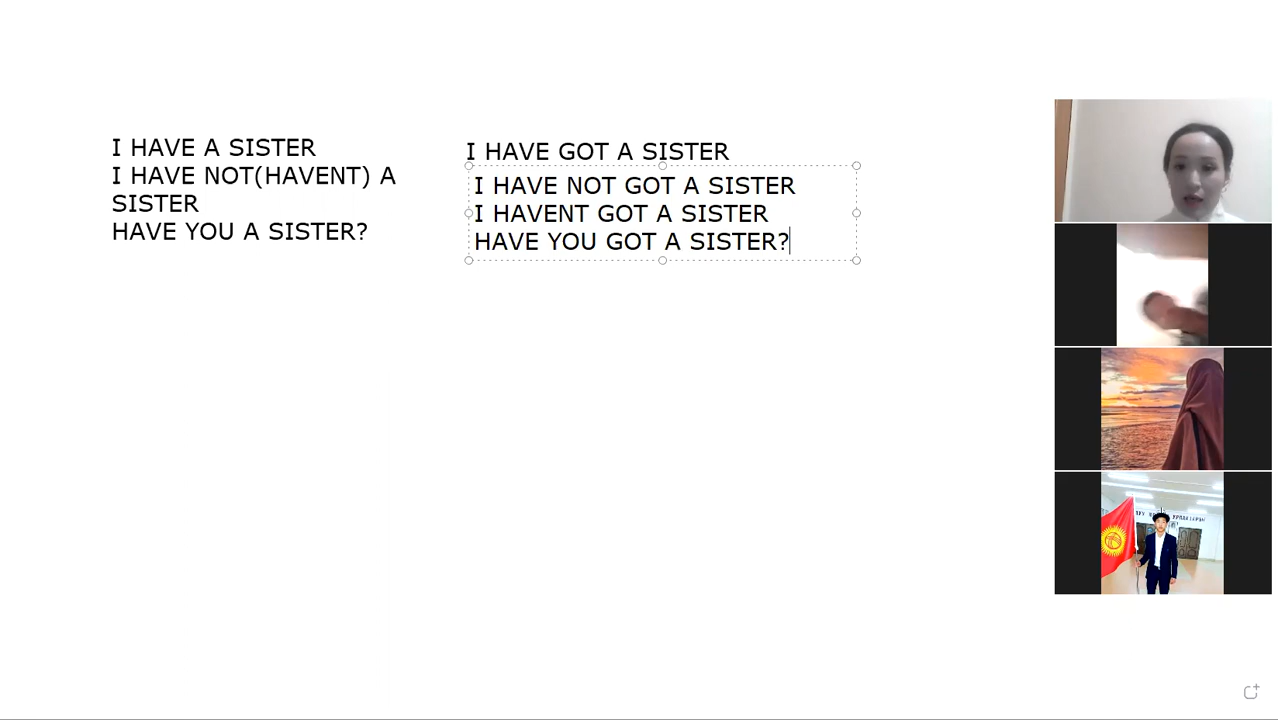 I HAVE A SISTER
I HAVE NOT(HAVENT) A
SISTER
HAVE YOU A SISTER?
I HAVE GOT A SISTER
I HAVE NOT GOT A SISTER
I HAVENT GOT A SISTER
HAVE YOU GOT A SISTER?